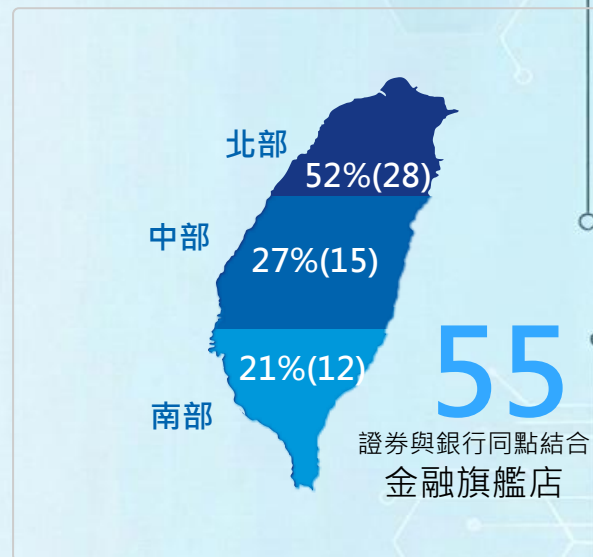 北部
52%(28)
中部
27%(15)
21%(12)
南部
55
證券與銀行同點結合
金融旗艦店